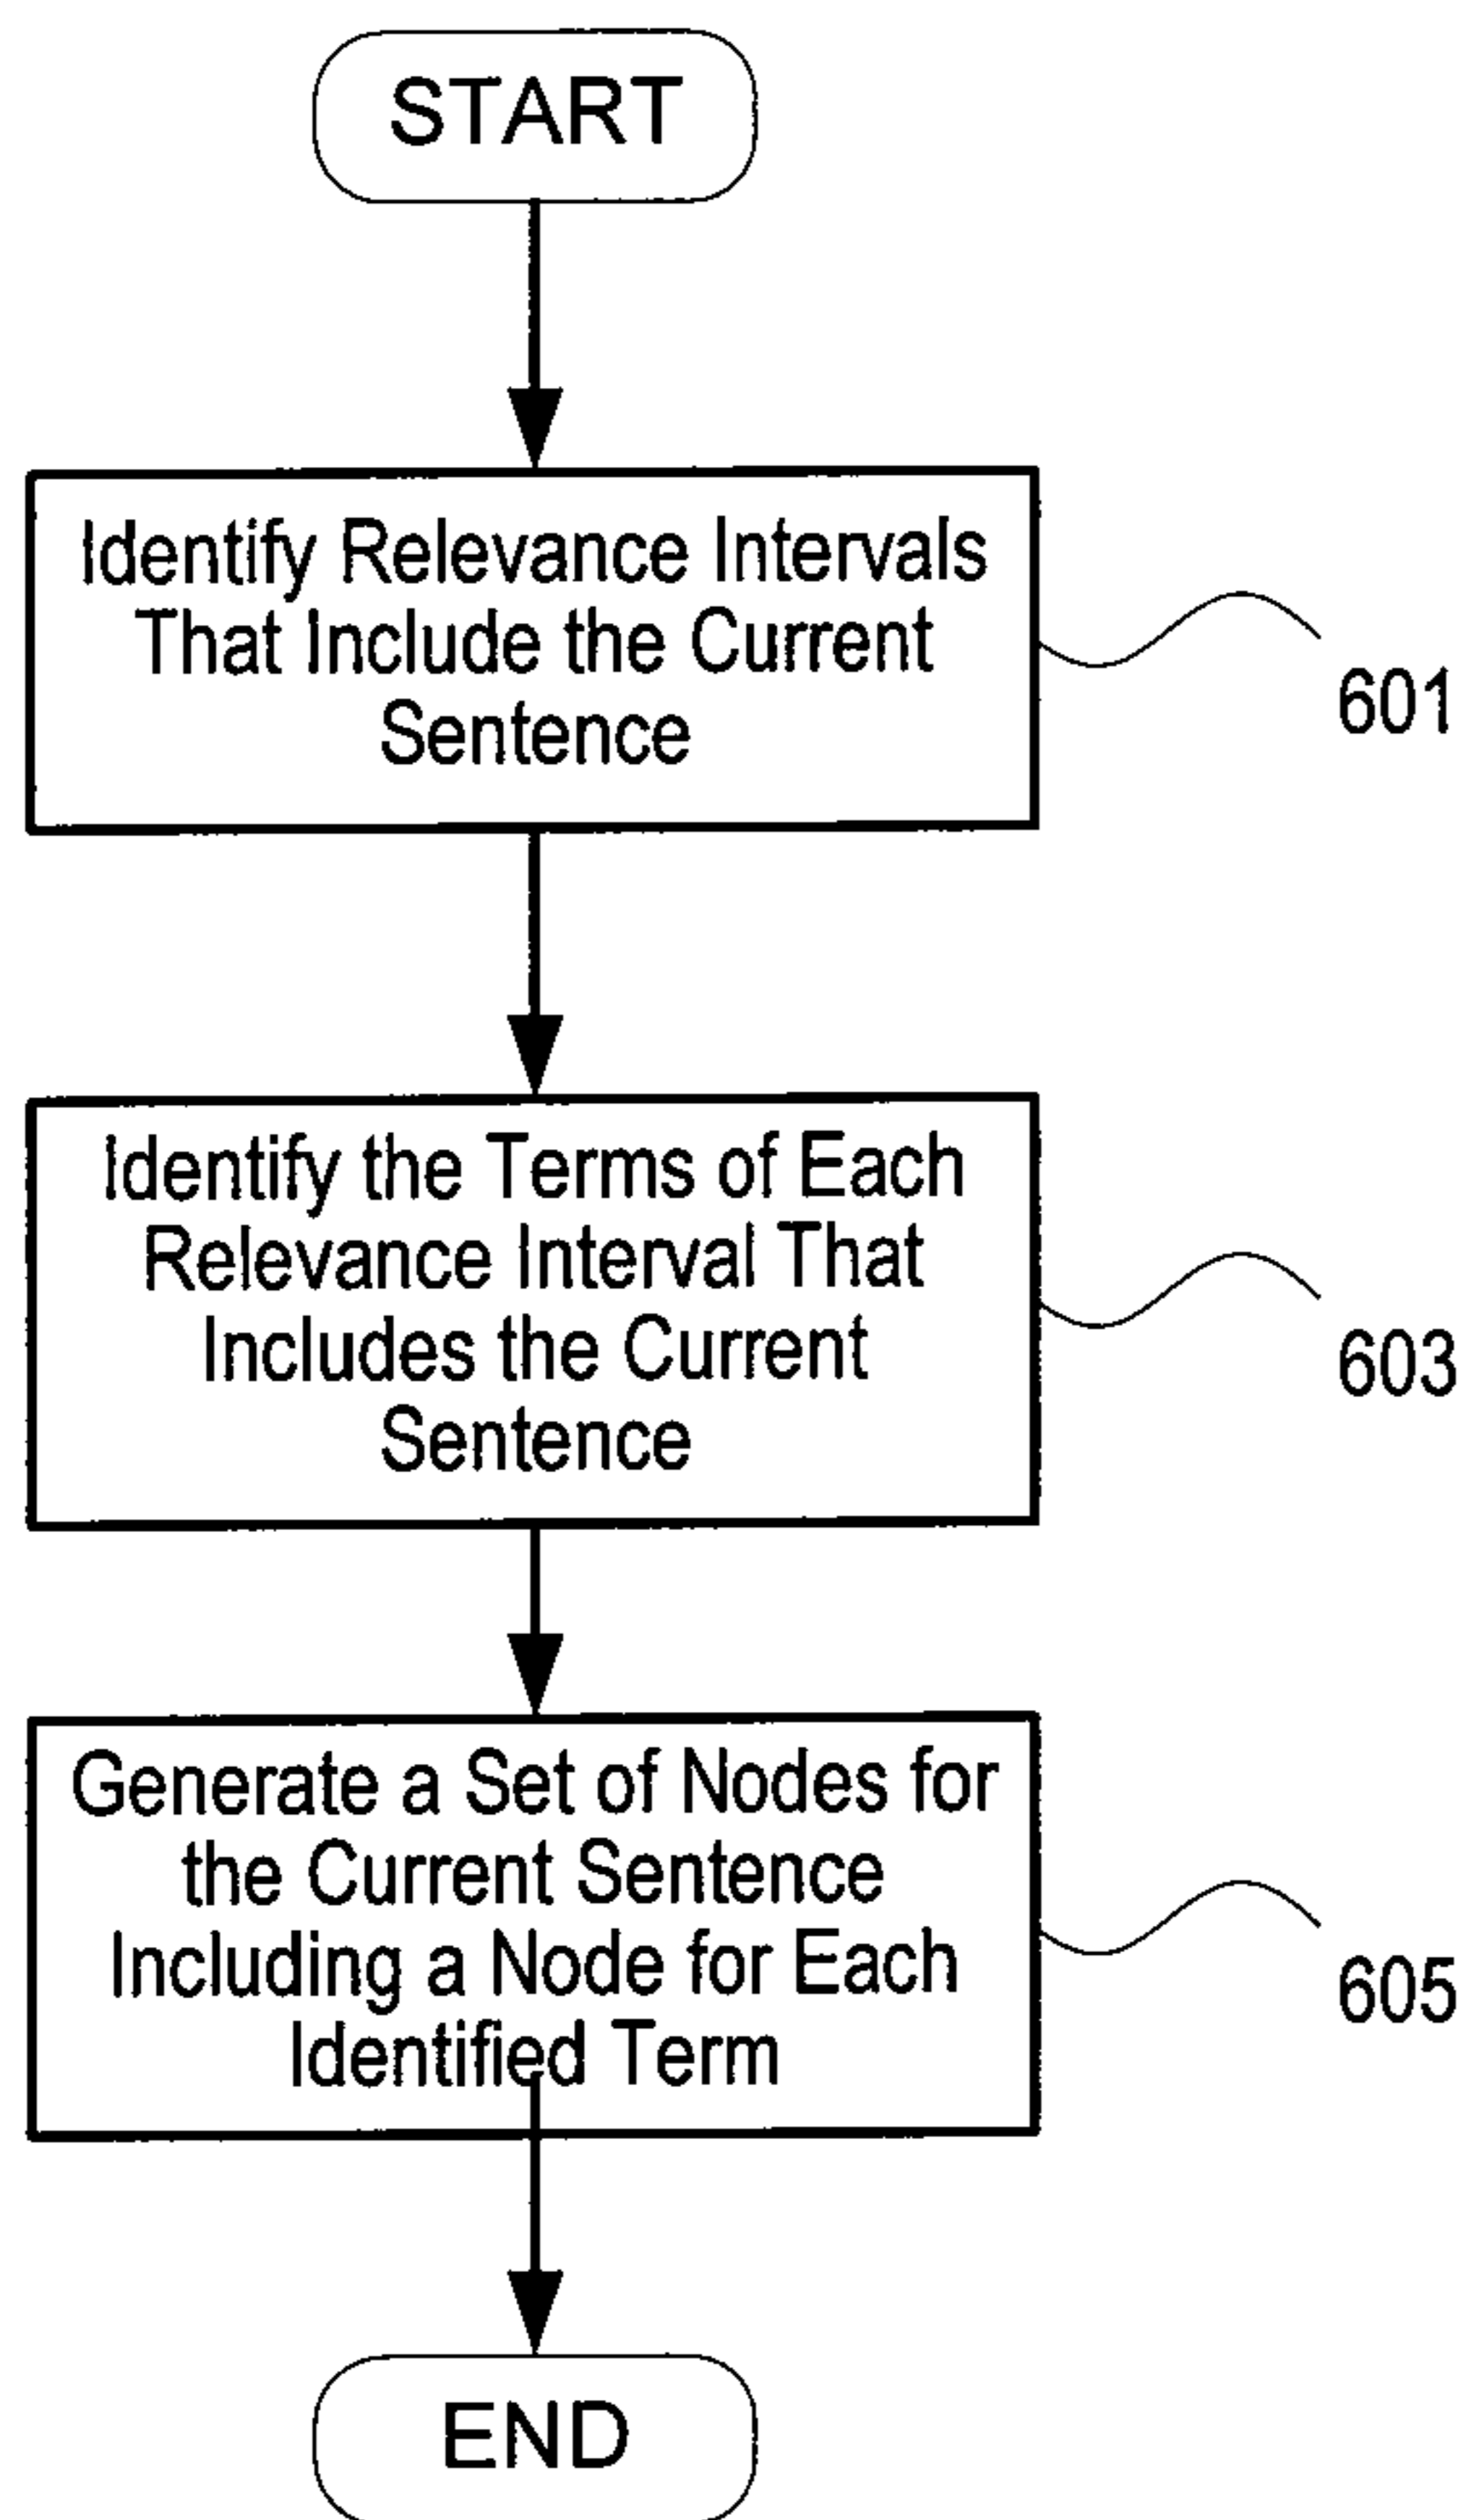 START
Identify Relevance Intervals
That Include the Current
Sentence
601
Identify the Terms of Each
Relevance Interval That
Includes the Current
Sentence
603
Generate a Set of Nodes for
the Current Sentence
Including a Node for Each
Identified Term
605
END